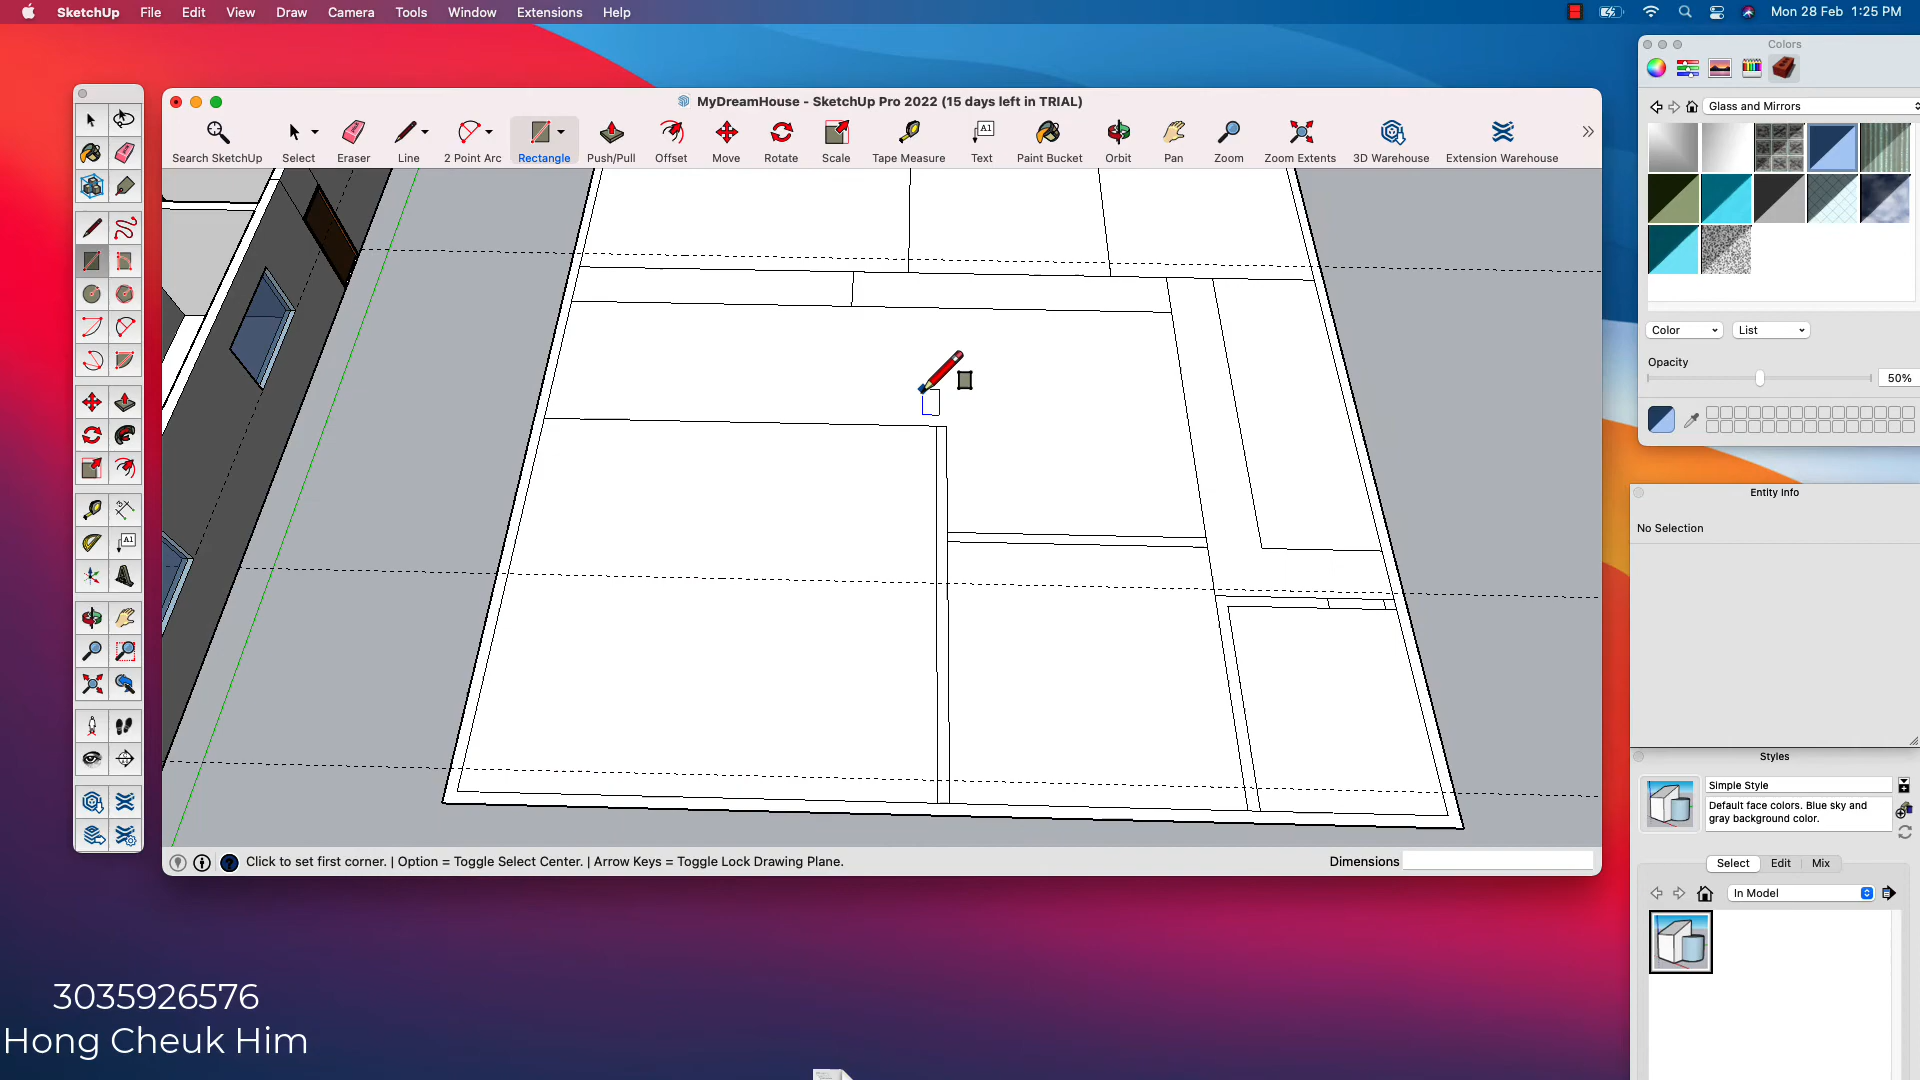 SketchUp File Edit View Draw Camera Tools Window Extensions Help
Mon 28 Feb 1:25 PM
Colors
MyDreamHouse - SketchUp Pro 2022 (15 days left in TRIAL)
Search SketchUp Select Eraser Line 2 Point Arc Rectangle Push/Pull Offset Move Rotate Scale Tape Measure Text Paint Bucket Orbit Pan Zoom Zoom Extents 3D Warehouse Extension Warehouse
Glass and Mirrors
Color List
Opacity
50%
Entity Info
No Selection
Styles
Simple Style
Default face colors. Blue sky and
gray background color.
Select Edit Mix
In Model
Click to set first corner. | Option = Toggle Select Center. | Arrow Keys = Toggle Lock Drawing Plane.
Dimensions
3035926576
Hong Cheuk Him